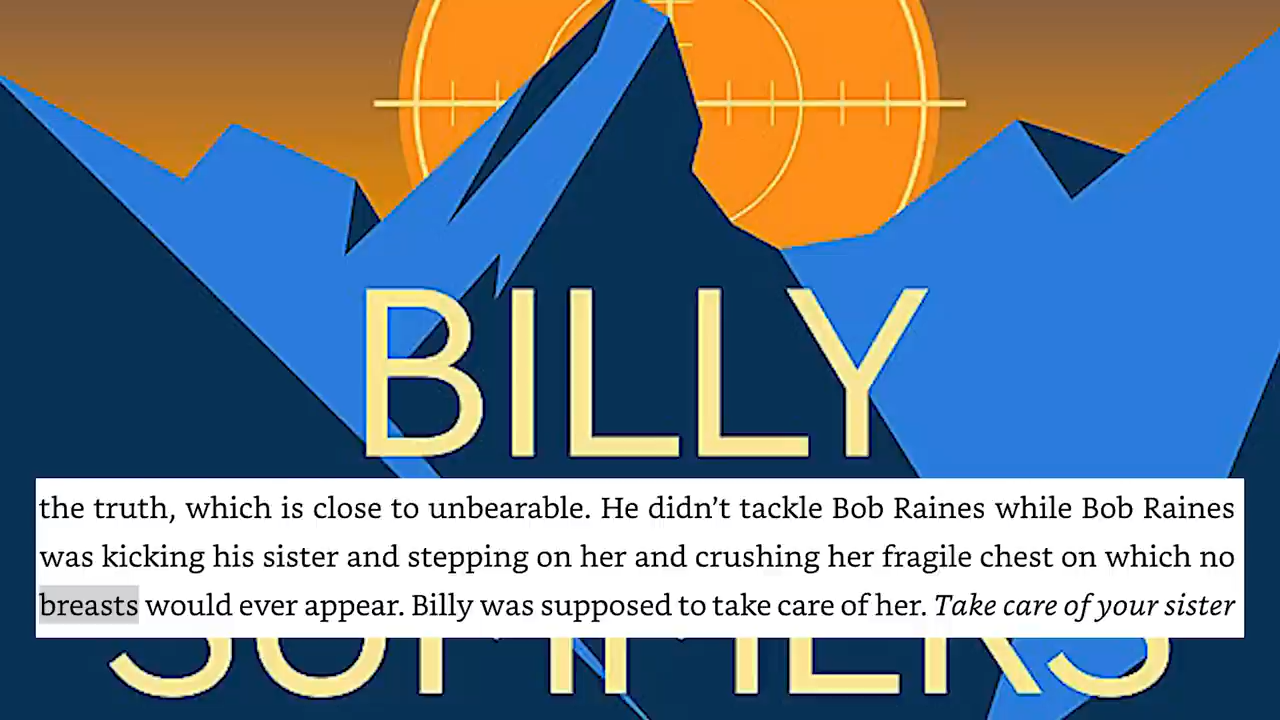 BILLY
the truth, which is close to unbearable. He didn’t tackle Bob Raines while Bob Raines
was kicking his sister and stepping on her and crushing her fragile chest on which no
breasts would ever appear. Billy was supposed to take care of her. Take care of your sister
SUMMERS